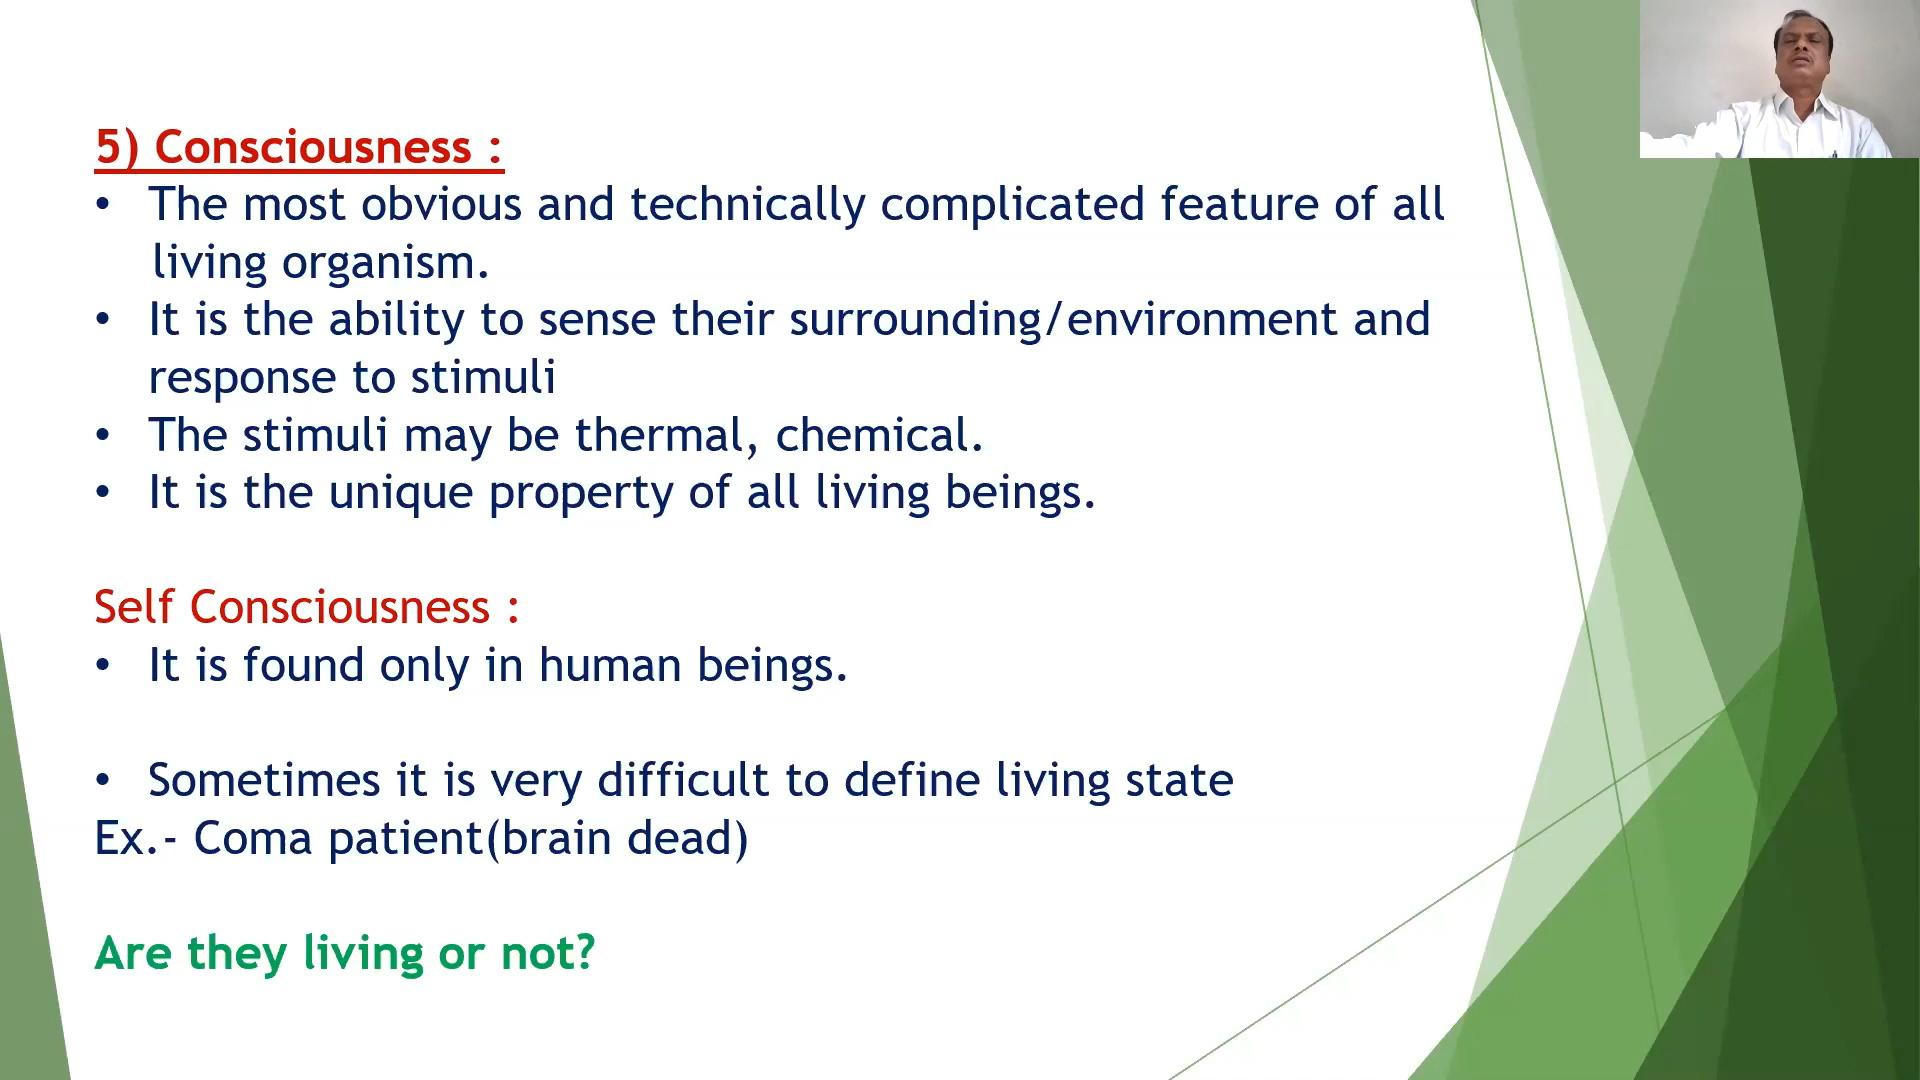 5) Consciousness :
• The most obvious and technically complicated feature of all
living organism.
• It is the ability to sense their surrounding/environment and
response to stimuli
• The stimuli may be thermal, chemical.
• It is the unique property of all living beings.
Self Consciousness :
• It is found only in human beings.
• Sometimes it is very difficult to define living state
Ex.- Coma patient(brain dead)
Are they living or not?